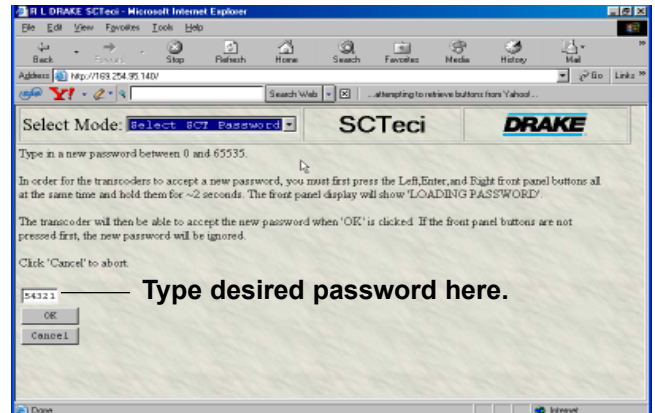 R L DRAKE SCTeci - Microsoft Internet Explorer
File Edit View Favorites Tools Help
Back Forward Stop Refresh Home Search Favorites Media History Mail »
Address http://169.254.95.140/ Go Links »
Y! Search Web ...attempting to retrieve buttons from Yahoo!...
Select Mode: Select SCT Password SCTeci DRAKE
Type in a new password between 0 and 65535.
In order for the transcoders to accept a new password, you must first press the Left,Enter,and Right front panel buttons all
at the same time and hold them for ~2 seconds. The front panel display will show 'LOADING PASSWORD'.
The transcoder will then be able to accept the new password when 'OK' is clicked. If the front panel buttons are not
pressed first, the new password will be ignored.
Click 'Cancel' to abort.
54321 Type desired password here.
OK
Cancel
Done Internet